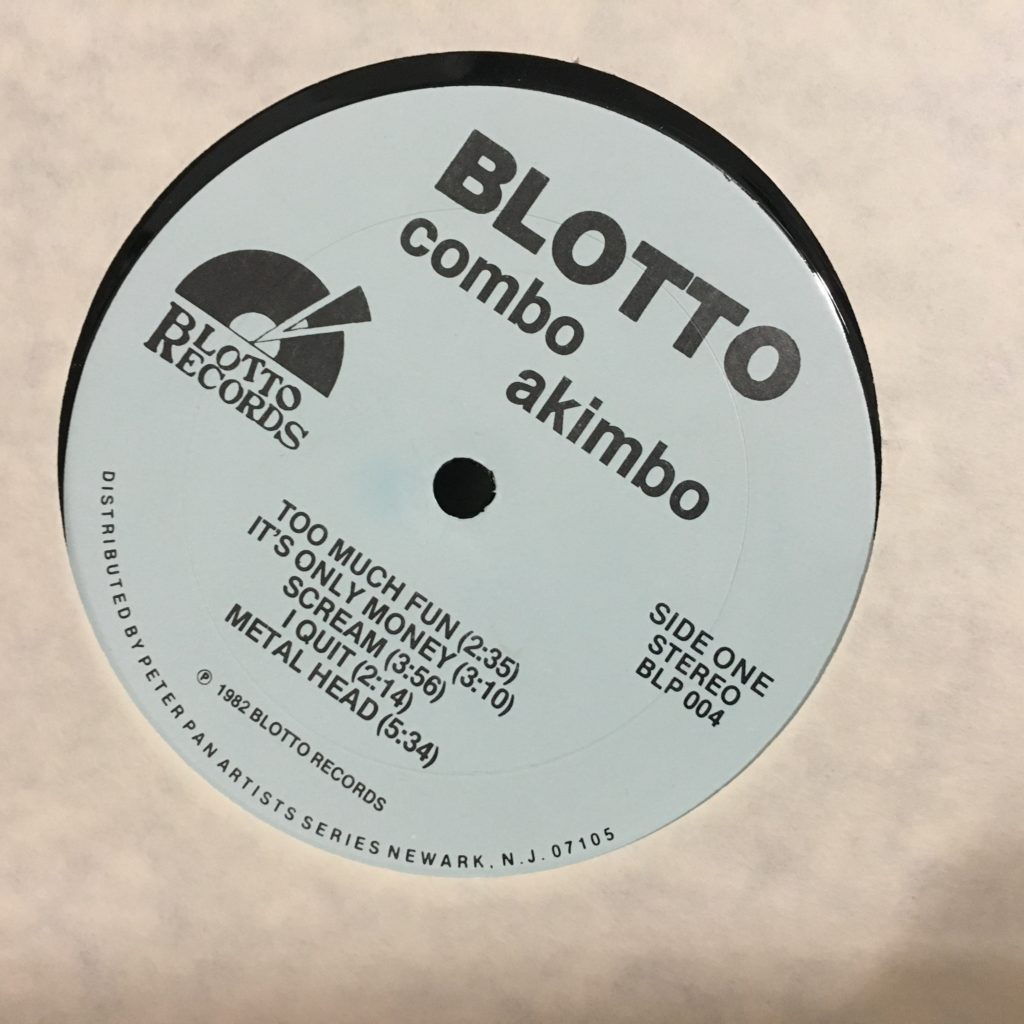 BLOTTO
combo
akimbo
BLOTTO
RECORDS
TOO MUCH FUN (2:35)
IT'S ONLY MONEY (3:10)
SCREAM (3:56)
I QUIT (2:14)
METAL HEAD (5:34)
SIDE ONE
STEREO
BLP 004
℗ 1982 BLOTTO RECORDS
DISTRIBUTED BY PETER PAN ARTISTS SERIES NEWARK, N.J. 07105